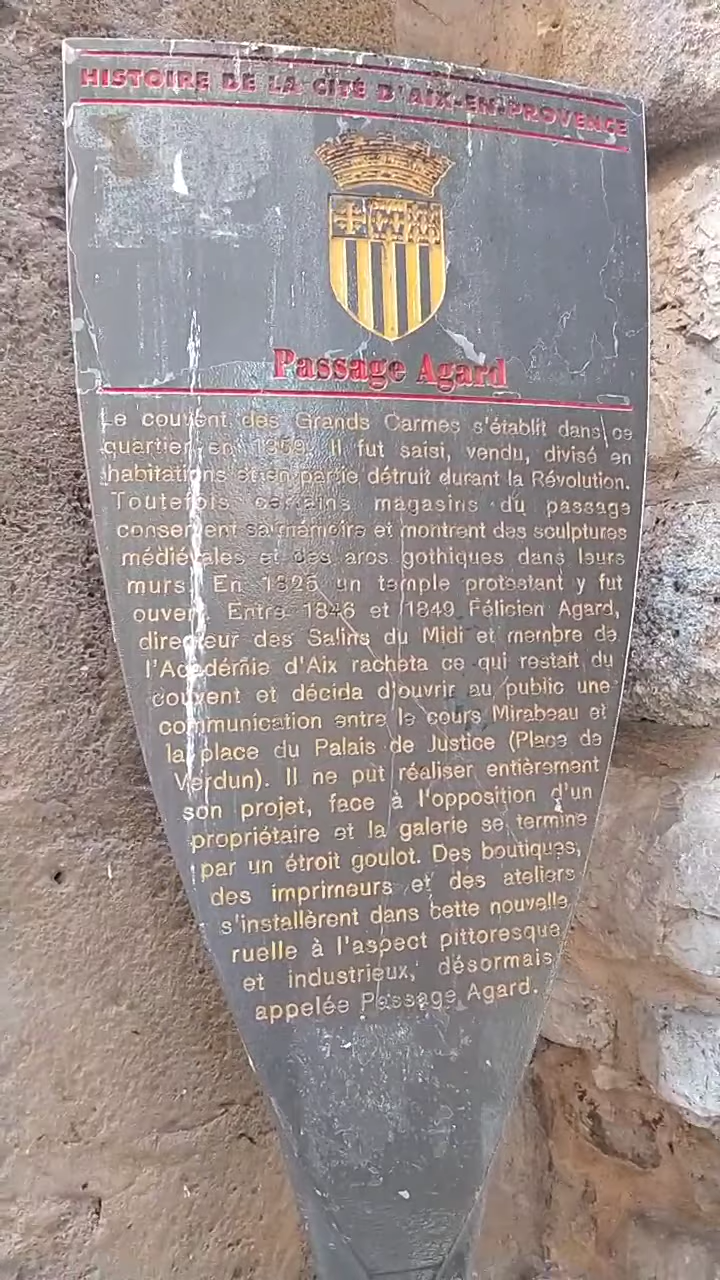 HISTOIRE DE LA CITÉ D'AIX-EN-PROVENCE
Passage Agard
Le couvent des Grands Carmes s'établit dans ce
quartier en 1359. Il fut saisi, vendu, divisé en
habitations et en partie détruit durant la Révolution.
Toutefois certains magasins du passage
conservent sa mémoire et montrent des sculptures
médiévales et des arcs gothiques dans leurs
murs. En 1825 un temple protestant y fut
ouvert. Entre 1846 et 1849 Félicien Agard,
directeur des Salins du Midi et membre de
l'Académie d'Aix racheta ce qui restait du
couvent et décida d'ouvrir au public une
communication entre le cours Mirabeau et
la place du Palais de Justice (Place de
Verdun). Il ne put réaliser entièrement
son projet, face à l'opposition d'un
propriétaire et la galerie se termine
par un étroit goulot. Des boutiques,
des imprimeurs et des ateliers
s'installèrent dans cette nouvelle
ruelle à l'aspect pittoresque
et industrieux, désormais
appelée Passage Agard.